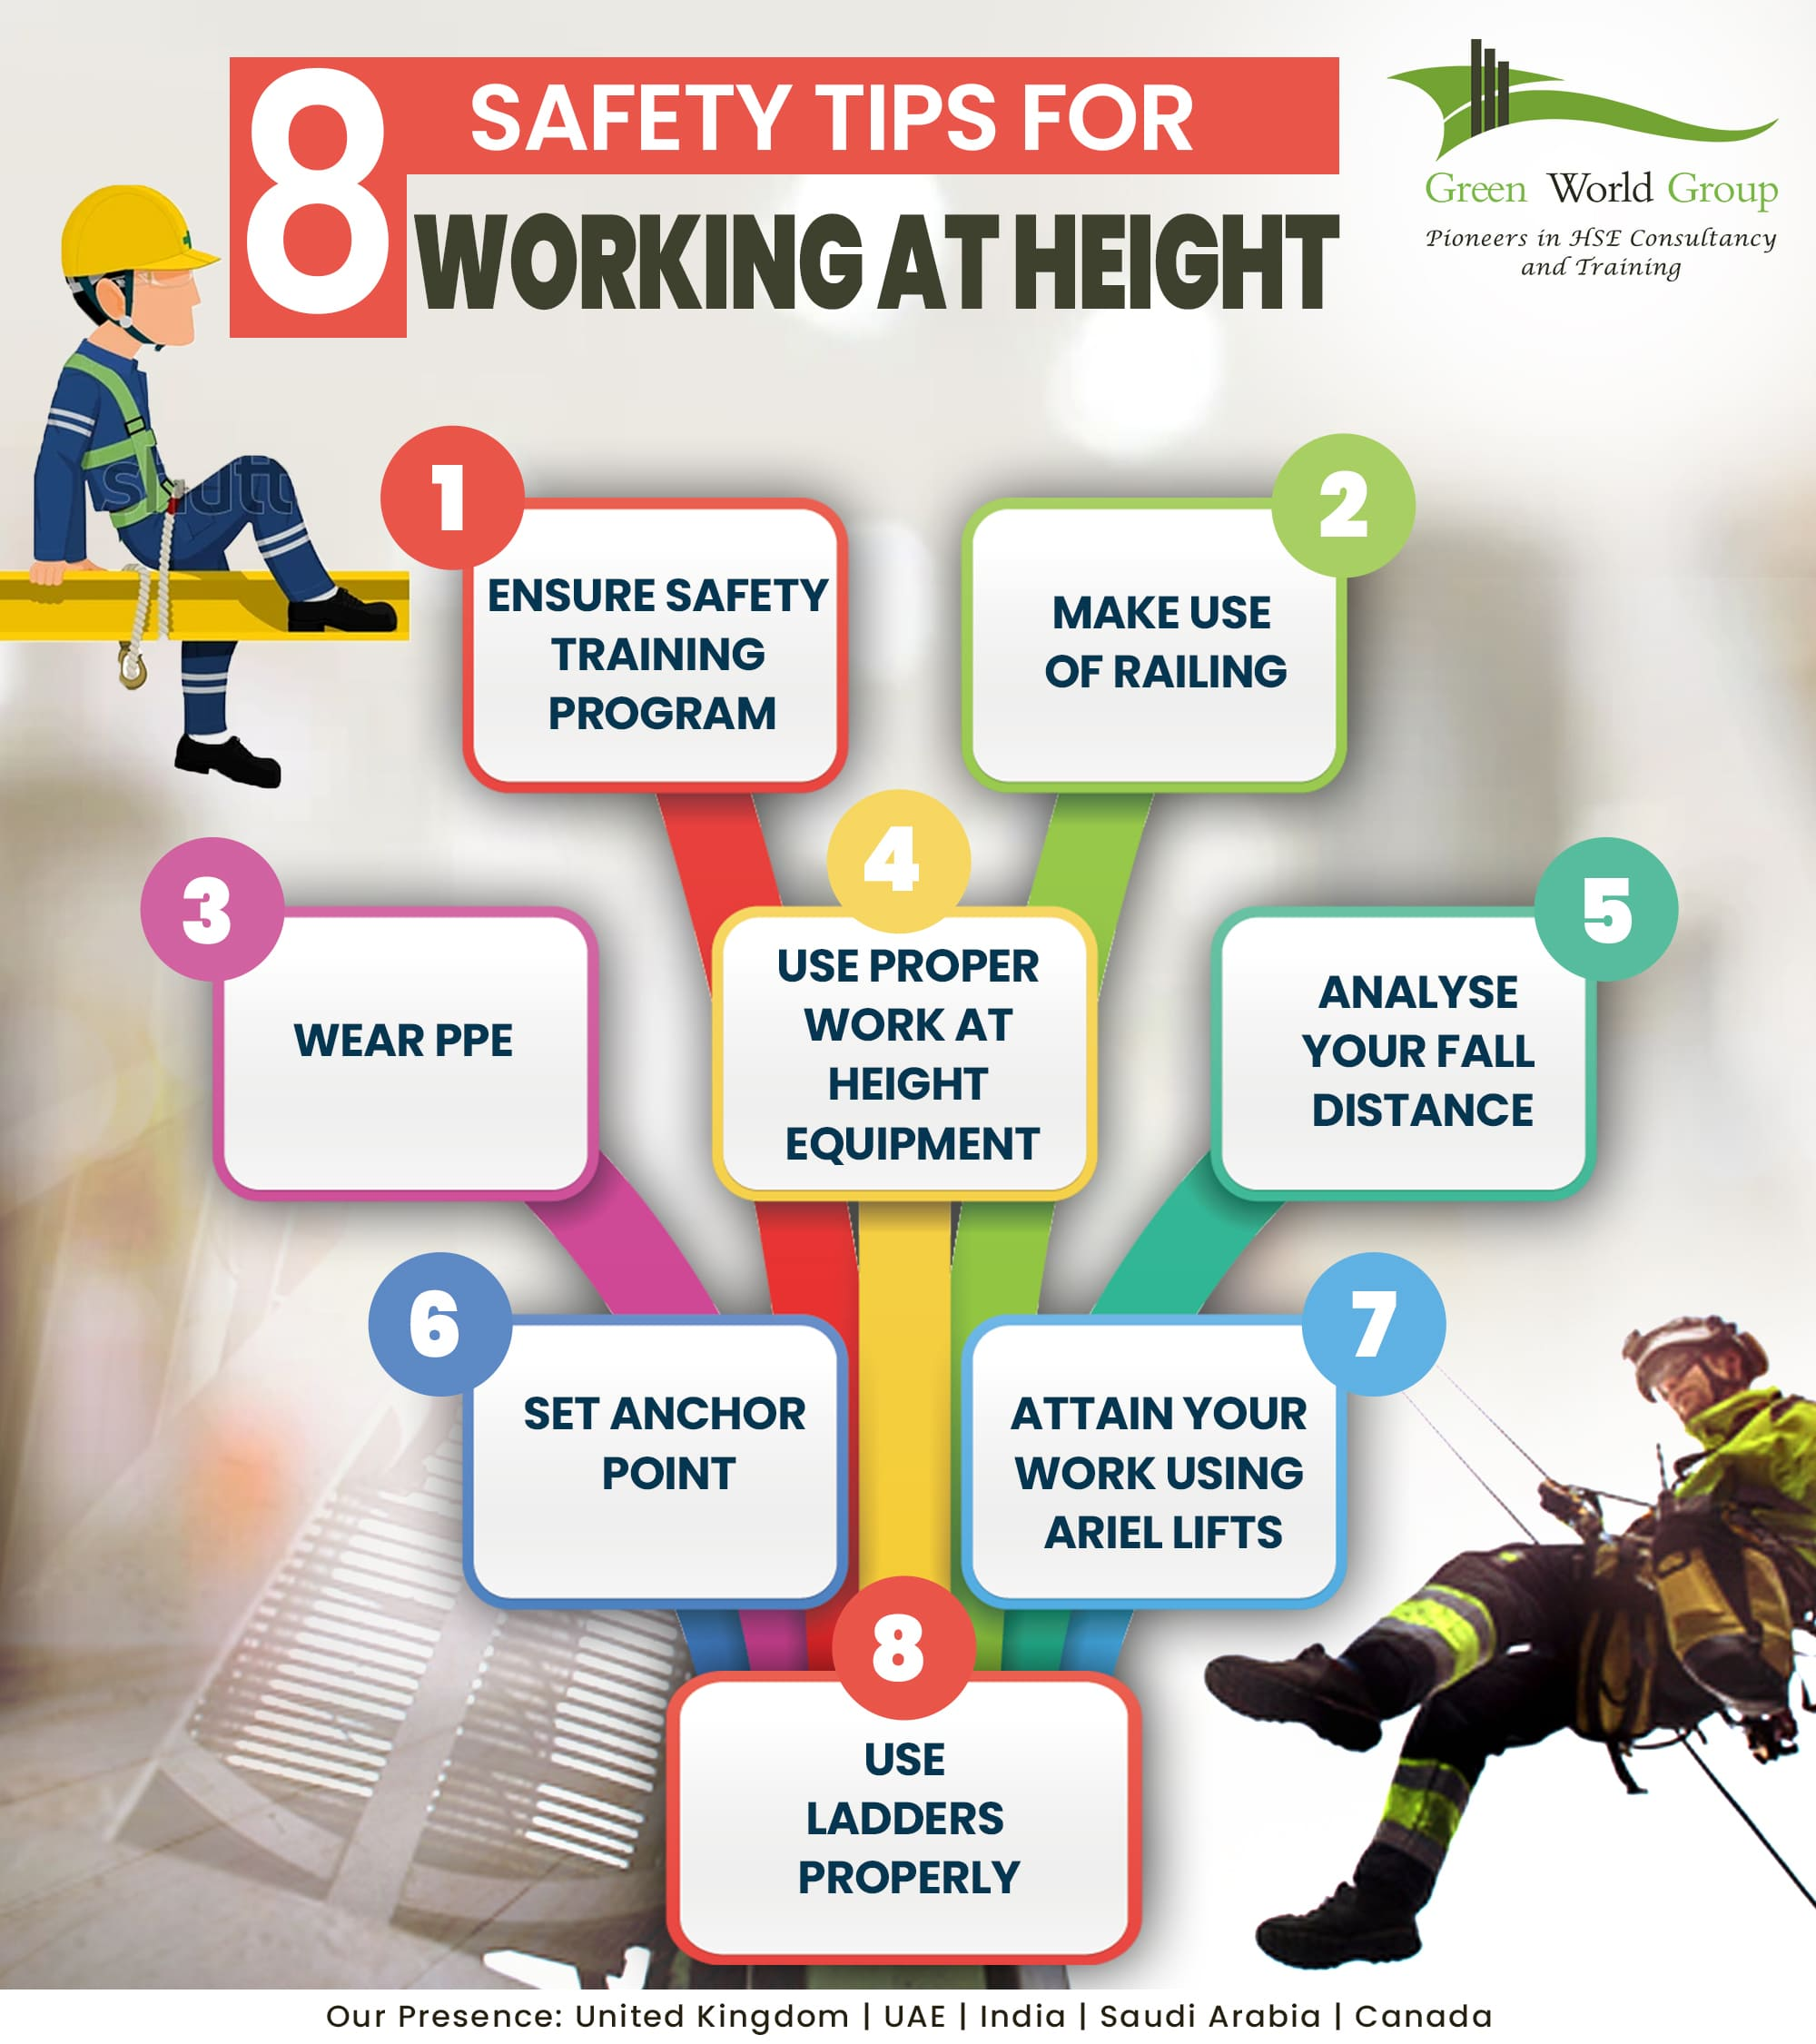 8
SAFETY TIPS FOR
WORKING AT HEIGHT
Green World Group
Pioneers in HSE Consultancy
and Training
shutt
1
ENSURE SAFETY
TRAINING
PROGRAM
2
MAKE USE
OF RAILING
3
WEAR PPE
4
USE PROPER
WORK AT
HEIGHT
EQUIPMENT
5
ANALYSE
YOUR FALL
DISTANCE
6
SET ANCHOR
POINT
7
ATTAIN YOUR
WORK USING
ARIEL LIFTS
8
USE
LADDERS
PROPERLY
Our Presence: United Kingdom | UAE | India | Saudi Arabia | Canada